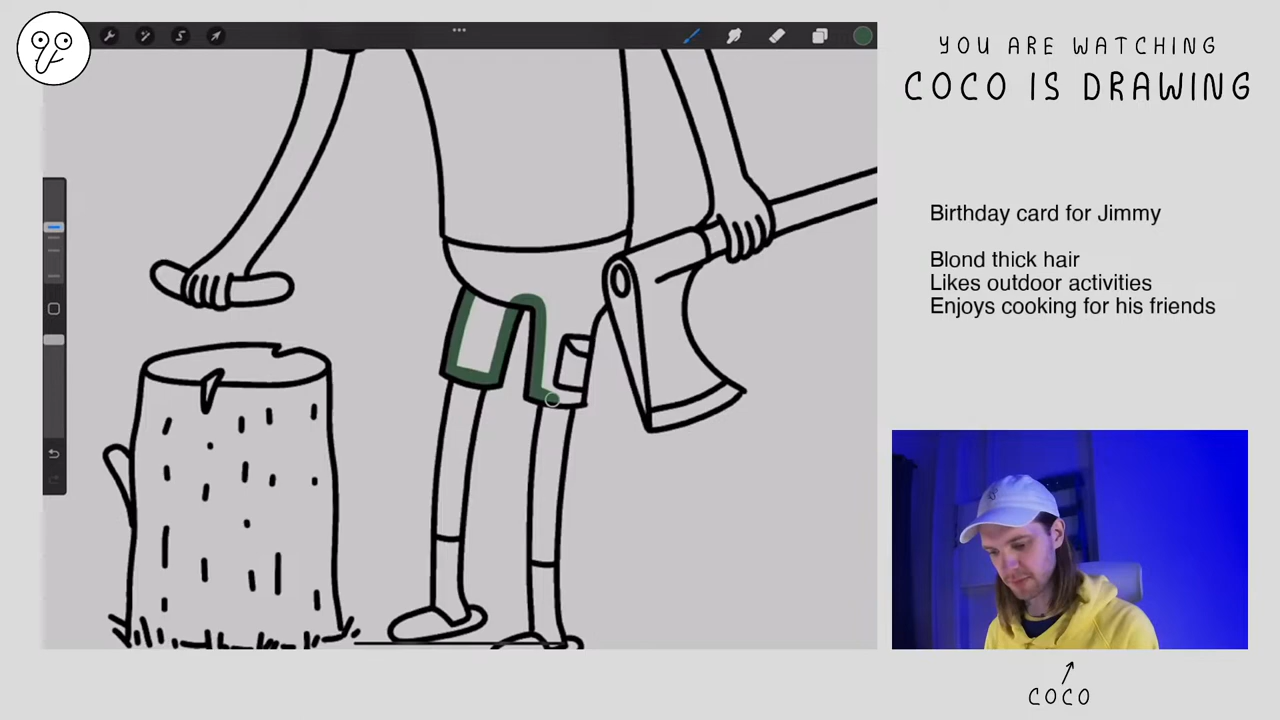 YOU ARE WATCHING
COCO IS DRAWING
Birthday card for Jimmy
Blond thick hair
Likes outdoor activities
Enjoys cooking for his friends
COCO